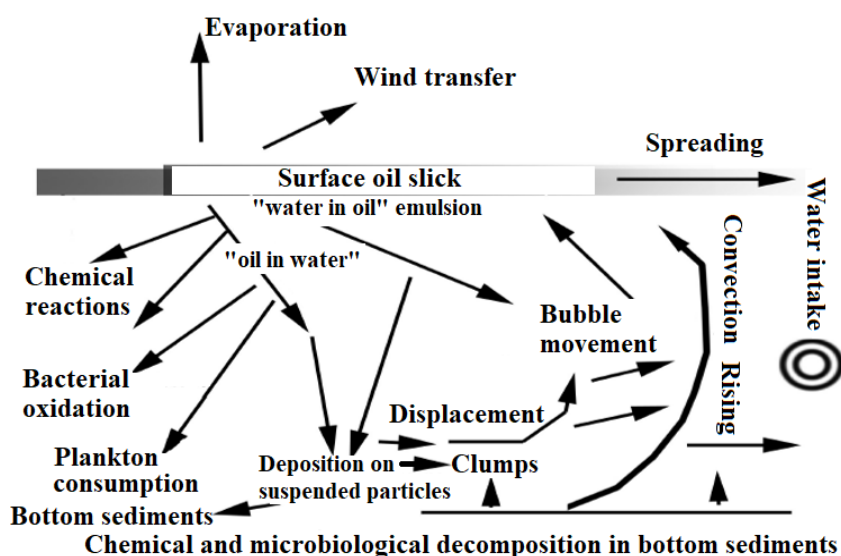 Evaporation
Wind transfer
Spreading
Surface oil slick
"water in oil" emulsion
"oil in water"
Chemical
reactions
Bacterial
oxidation
Plankton
consumption
Bottom sediments
Deposition on
suspended particles
Displacement
Clumps
Bubble
movement
Convection Rising
Water intake
Chemical and microbiological decomposition in bottom sediments